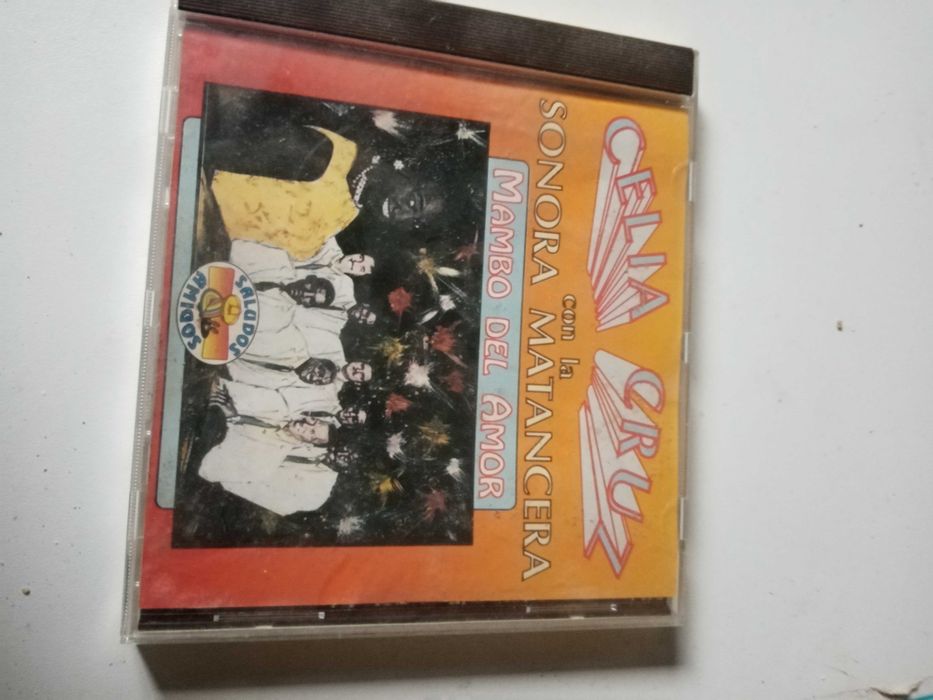 CELIA CRUZ
con la
SONORA MATANCERA
MAMBO DEL AMOR
SALUDOS
AMIGOS